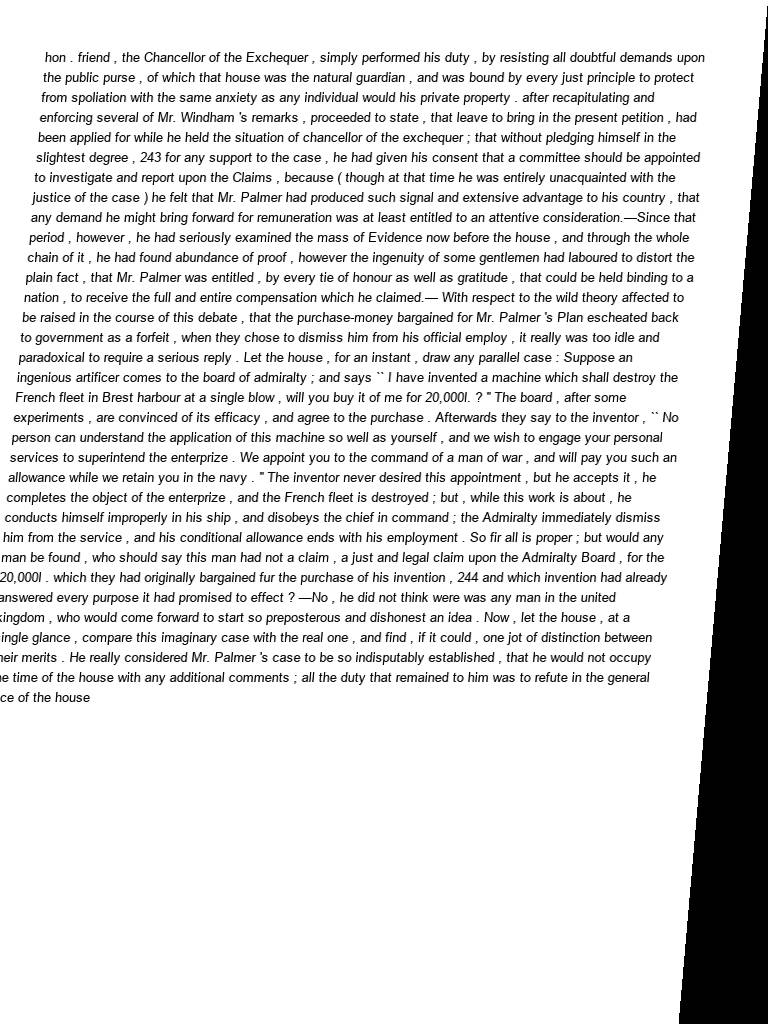 hon . friend , the Chancellor of the Exchequer , simply performed his duty , by resisting all doubtful demands upon
the public purse , of which that house was the natural guardian , and was bound by every just principle to protect
from spoliation with the same anxiety as any individual would his private property . after recapitulating and
enforcing several of Mr. Windham 's remarks , proceeded to state , that leave to bring in the present petition , had
been applied for while he held the situation of chancellor of the exchequer ; that without pledging himself in the
slightest degree , 243 for any support to the case , he had given his consent that a committee should be appointed
to investigate and report upon the Claims , because ( though at that time he was entirely unacquainted with the
justice of the case ) he felt that Mr. Palmer had produced such signal and extensive advantage to his country , that
any demand he might bring forward for remuneration was at least entitled to an attentive consideration.—Since that
period , however , he had seriously examined the mass of Evidence now before the house , and through the whole
chain of it , he had found abundance of proof , however the ingenuity of some gentlemen had laboured to distort the
plain fact , that Mr. Palmer was entitled , by every tie of honour as well as gratitude , that could be held binding to a
nation , to receive the full and entire compensation which he claimed.— With respect to the wild theory affected to
be raised in the course of this debate , that the purchase-money bargained for Mr. Palmer 's Plan escheated back
to government as a forfeit , when they chose to dismiss him from his official employ , it really was too idle and
paradoxical to require a serious reply . Let the house , for an instant , draw any parallel case : Suppose an
ingenious artificer comes to the board of admiralty ; and says `` I have invented a machine which shall destroy the
French fleet in Brest harbour at a single blow , will you buy it of me for 20,000l. ? '' The board , after some
experiments , are convinced of its efficacy , and agree to the purchase . Afterwards they say to the inventor , `` No
person can understand the application of this machine so well as yourself , and we wish to engage your personal
services to superintend the enterprize . We appoint you to the command of a man of war , and will pay you such an
allowance while we retain you in the navy . '' The inventor never desired this appointment , but he accepts it , he
completes the object of the enterprize , and the French fleet is destroyed ; but , while this work is about , he
conducts himself improperly in his ship , and disobeys the chief in command ; the Admiralty immediately dismiss
him from the service , and his conditional allowance ends with his employment . So fir all is proper ; but would any
man be found , who should say this man had not a claim , a just and legal claim upon the Admiralty Board , for the
20,000l . which they had originally bargained fur the purchase of his invention , 244 and which invention had already
answered every purpose it had promised to effect ? —No , he did not think were was any man in the united
kingdom , who would come forward to start so preposterous and dishonest an idea . Now , let the house , at a
glance , compare this imaginary case with the real one , and find , if it could , one jot of distinction between
merits . He really considered Mr. Palmer 's case to be so indisputably established , that he would not occupy
time of the house with any additional comments ; all the duty that remained to him was to refute in the general
of the house